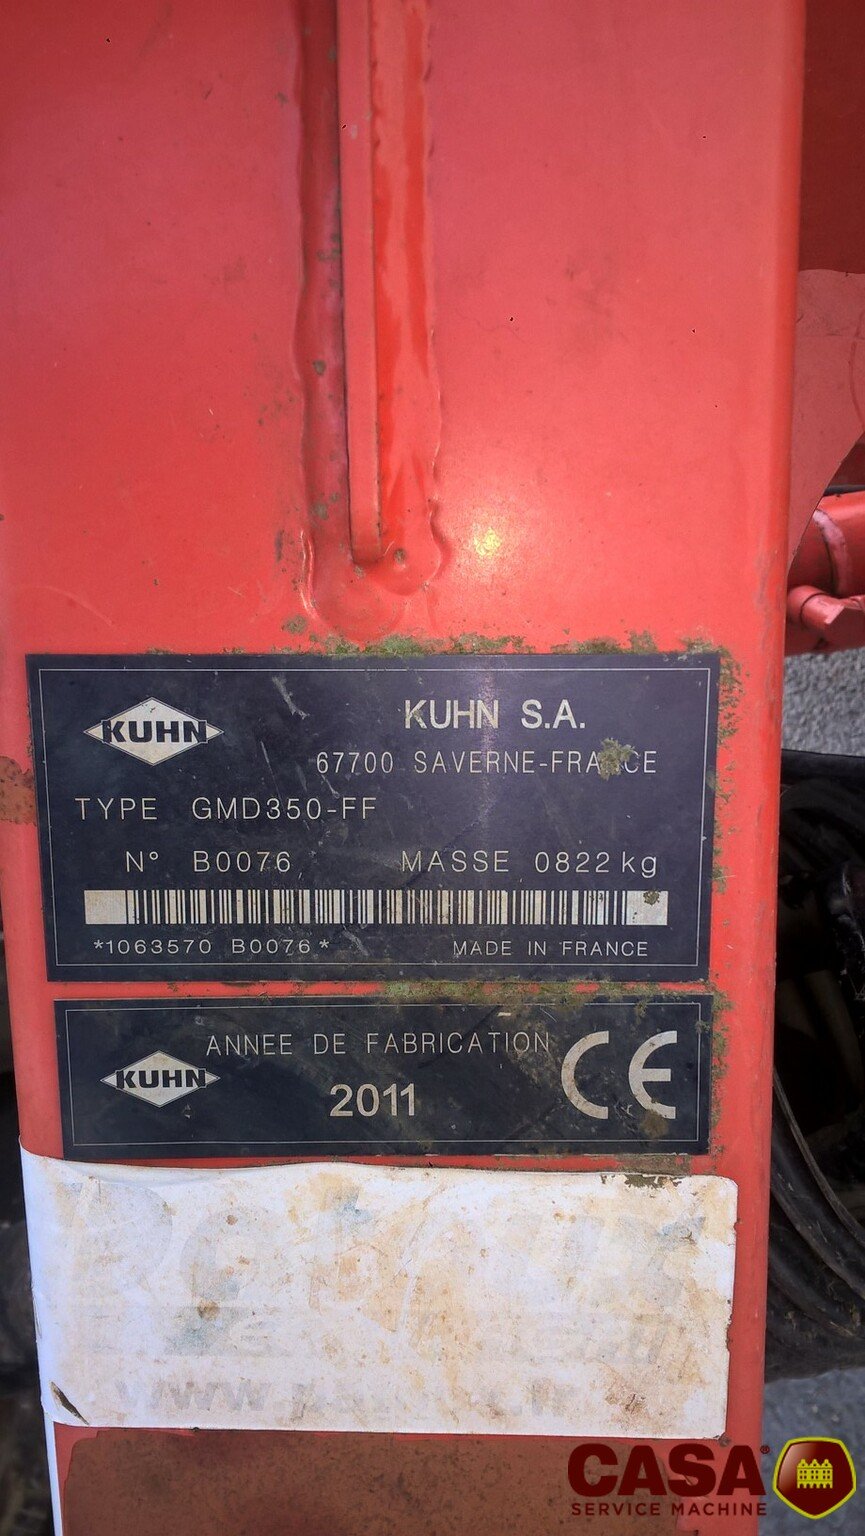 KUHN
KUHN S.A.
67700 SAVERNE-FRANCE
TYPE GMD350-FF
N° B0076 MASSE 0822 kg
*1063570 B0076* MADE IN FRANCE
ANNEE DE FABRICATION CE
KUHN
2011
CASA®
SERVICE MACHINE